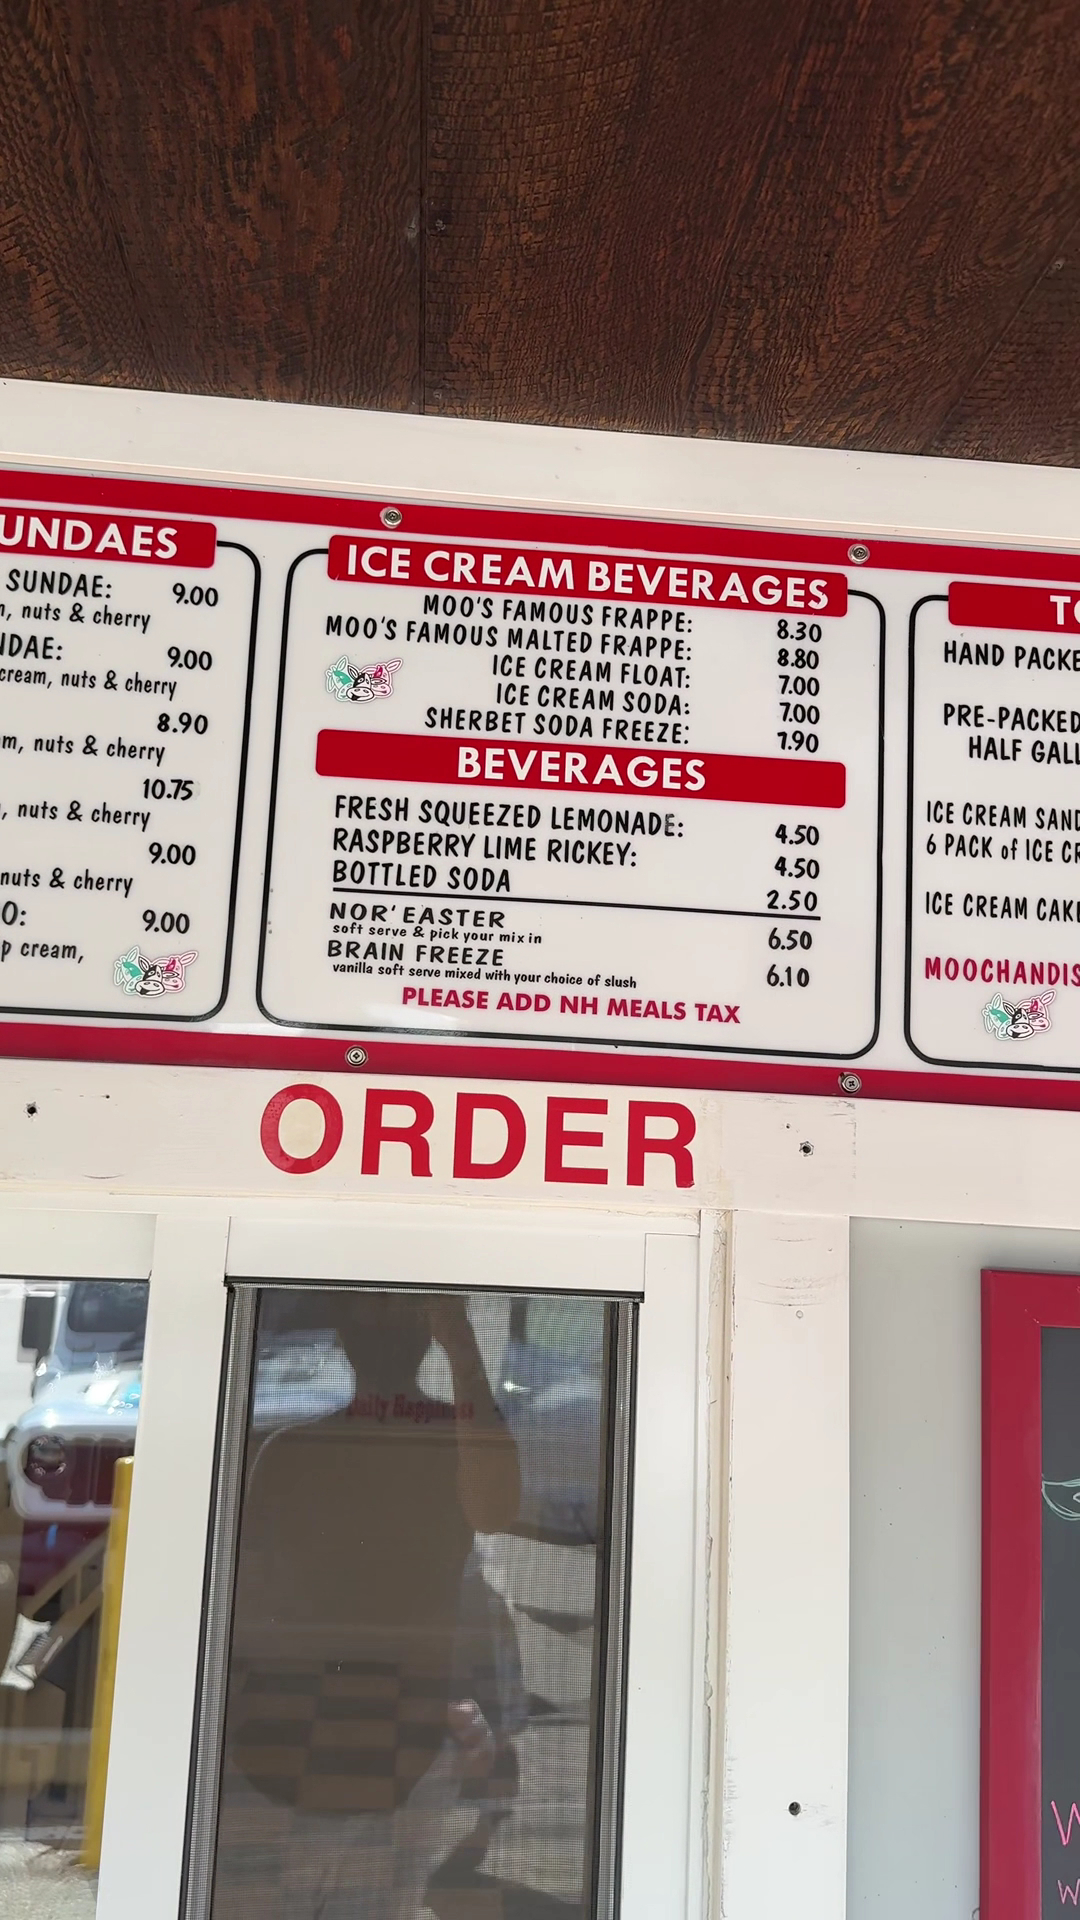 UNDAES
SUNDAE: 9.00
nuts & cherry
DAE: 9.00
cream, nuts & cherry
8.90
m, nuts & cherry
10.75
, nuts & cherry
9.00
nuts & cherry
O: 9.00
p cream,
ICE CREAM BEVERAGES
MOO'S FAMOUS FRAPPE: 8.30
MOO'S FAMOUS MALTED FRAPPE: 8.80
ICE CREAM FLOAT: 7.00
ICE CREAM SODA: 7.00
SHERBET SODA FREEZE: 7.90
BEVERAGES
FRESH SQUEEZED LEMONADE: 4.50
RASPBERRY LIME RICKEY: 4.50
BOTTLED SODA 2.50
NOR'EASTER 6.50
soft serve & pick your mix in
BRAIN FREEZE 6.10
vanilla soft serve mixed with your choice of slush
PLEASE ADD NH MEALS TAX
TO
HAND PACKE
PRE-PACKED
HALF GALL
ICE CREAM SAND
6 PACK of ICE CR
ICE CREAM CAKE
MOOCHANDIS
ORDER